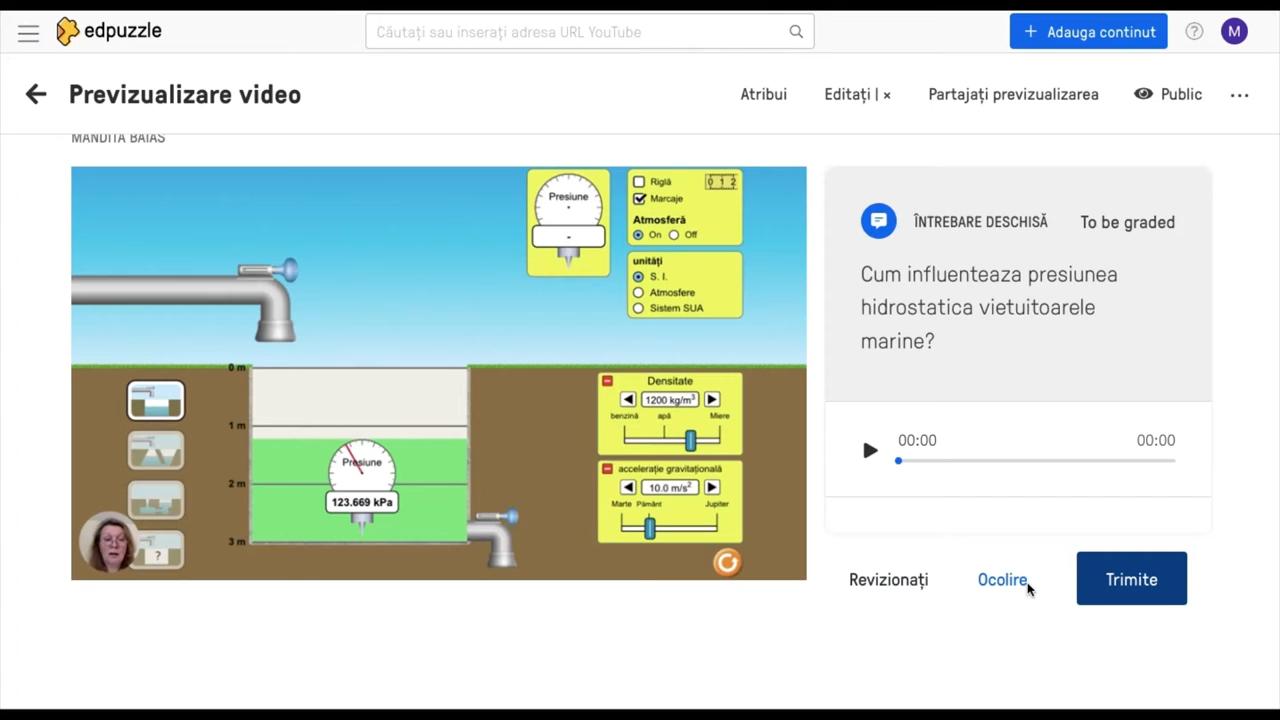 edpuzzle
Căutați sau inserați adresa URL YouTube
+ Adauga continut
?
M
Previzualizare video
Atribui
Editați | ×
Partajați previzualizarea
Public
...
MANDITA BAIAS
Presiune
-
Riglă
0 1 2
Marcaje
Atmosferă
On
Off
unități
S. I.
Atmosfere
Sistem SUA
0 m
1 m
2 m
3 m
Presiune
123.669 kPa
?
Densitate
1200 kg/m³
benzină apă Miere
accelerație gravitațională
10.0 m/s²
Marte Pământ Jupiter
ÎNTREBARE DESCHISĂ
To be graded
Cum influenteaza presiunea
hidrostatica vietuitoarele
marine?
00:00
00:00
Revizionați
Ocolire
Trimite